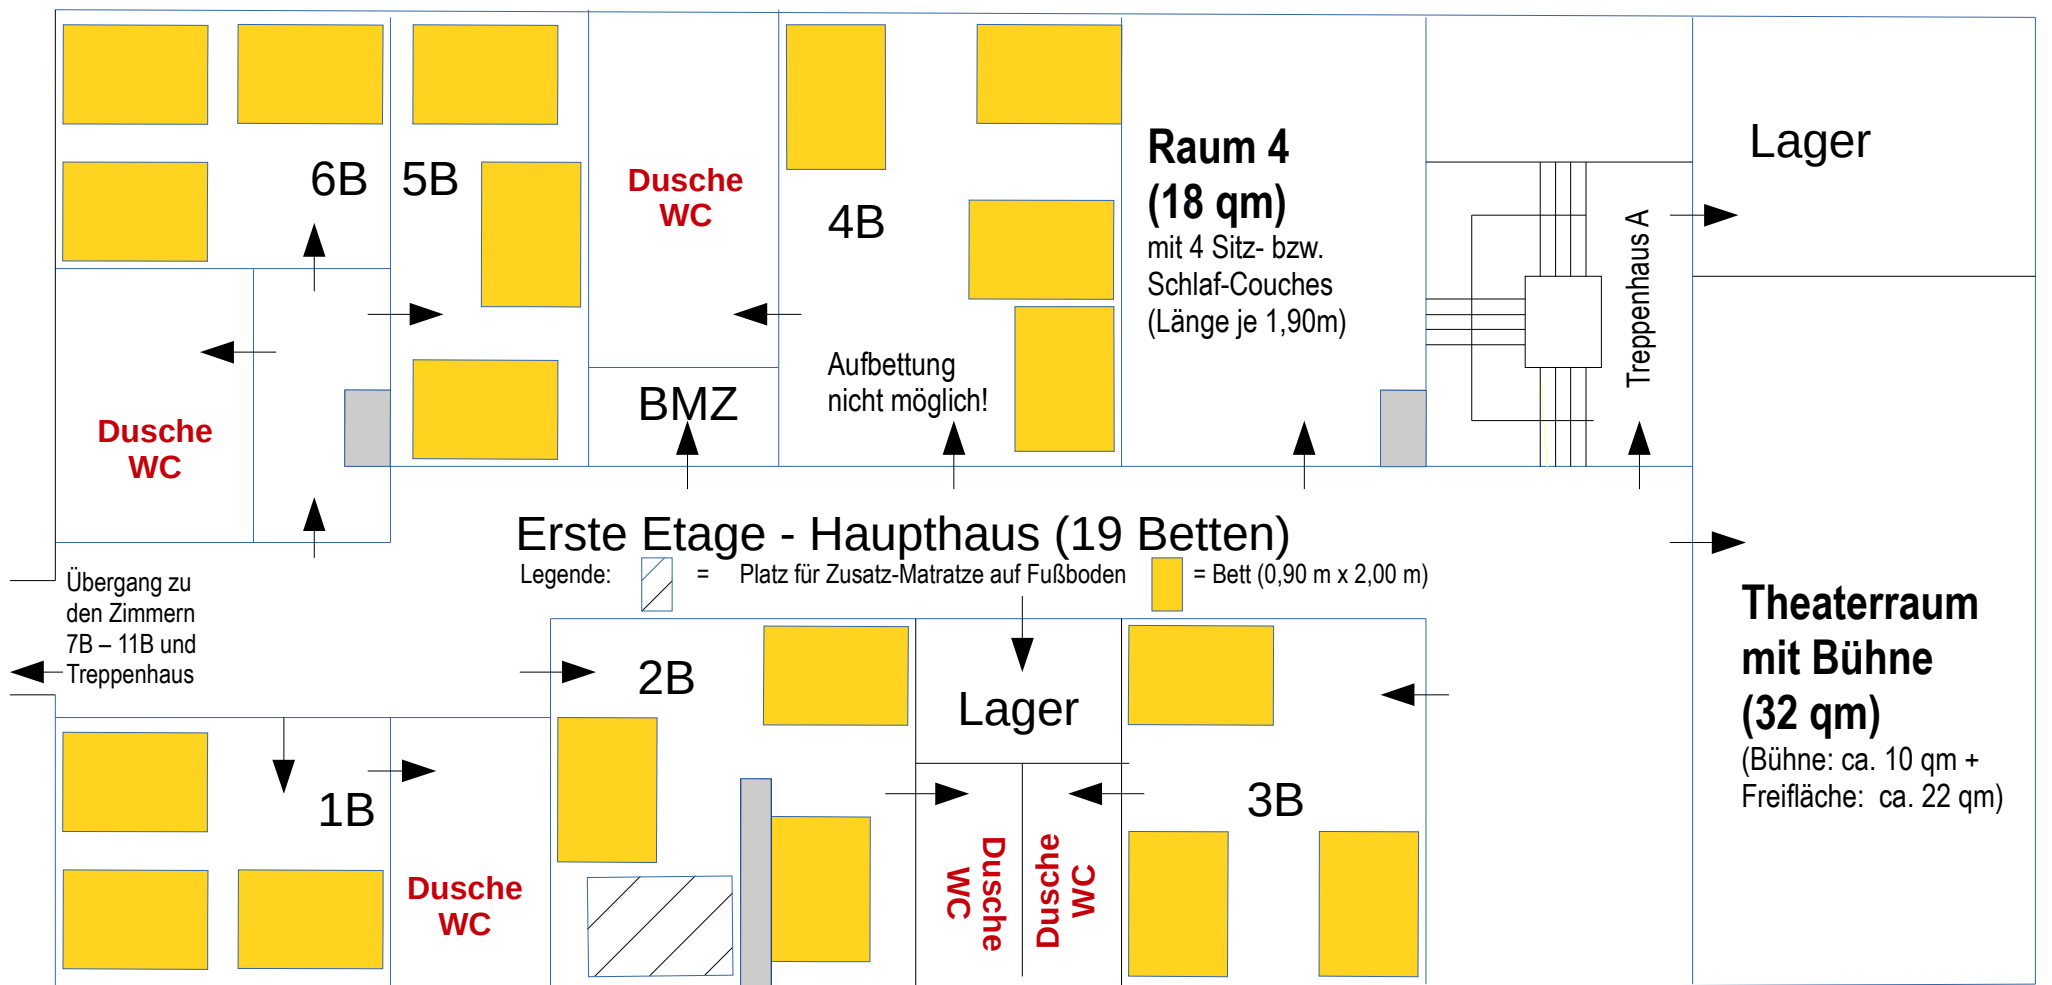 6B
5B
Dusche
WC
4B
Raum 4
(18 qm)
mit 4 Sitz- bzw.
Schlaf-Couches
(Länge je 1,90m)
Treppenhaus A
Lager
Dusche
WC
BMZ
Aufbettung
nicht möglich!
Erste Etage - Haupthaus (19 Betten)
Legende: = Platz für Zusatz-Matratze auf Fußboden = Bett (0,90 m x 2,00 m)
Übergang zu
den Zimmern
7B – 11B und
Treppenhaus
2B
Lager
Theaterraum
mit Bühne
(32 qm)
(Bühne: ca. 10 qm +
Freifläche: ca. 22 qm)
1B
Dusche
WC
Dusche
WC
Dusche
WC
3B